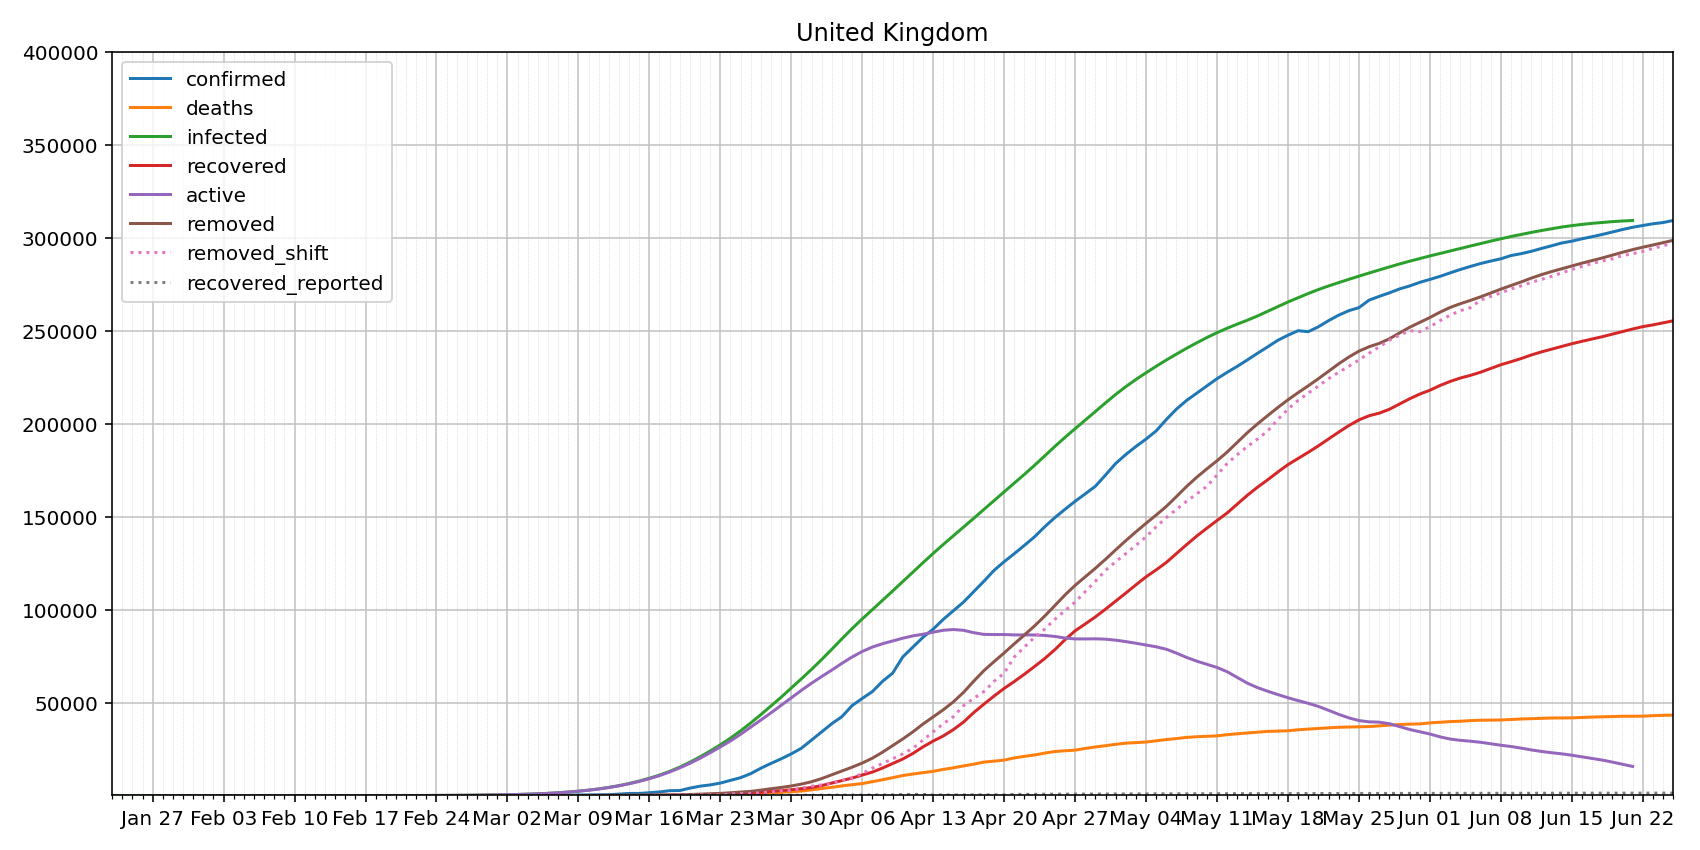 United Kingdom
400000
350000
300000
250000
200000
150000
100000
50000
confirmed
deaths
infected
recovered
active
removed
removed_shift
recovered_reported
Jan 27 Feb 03 Feb 10 Feb 17 Feb 24 Mar 02 Mar 09 Mar 16 Mar 23 Mar 30 Apr 06 Apr 13 Apr 20 Apr 27 May 04 May 11 May 18 May 25 Jun 01 Jun 08 Jun 15 Jun 22